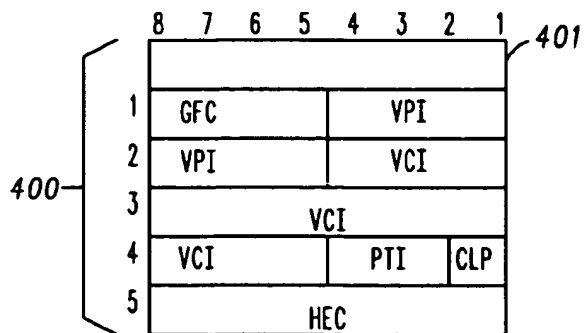 8 7 6 5 4 3 2 1
401
1 GFC VPI
2 VPI VCI
400
3 VCI
4 VCI PTI CLP
5 HEC